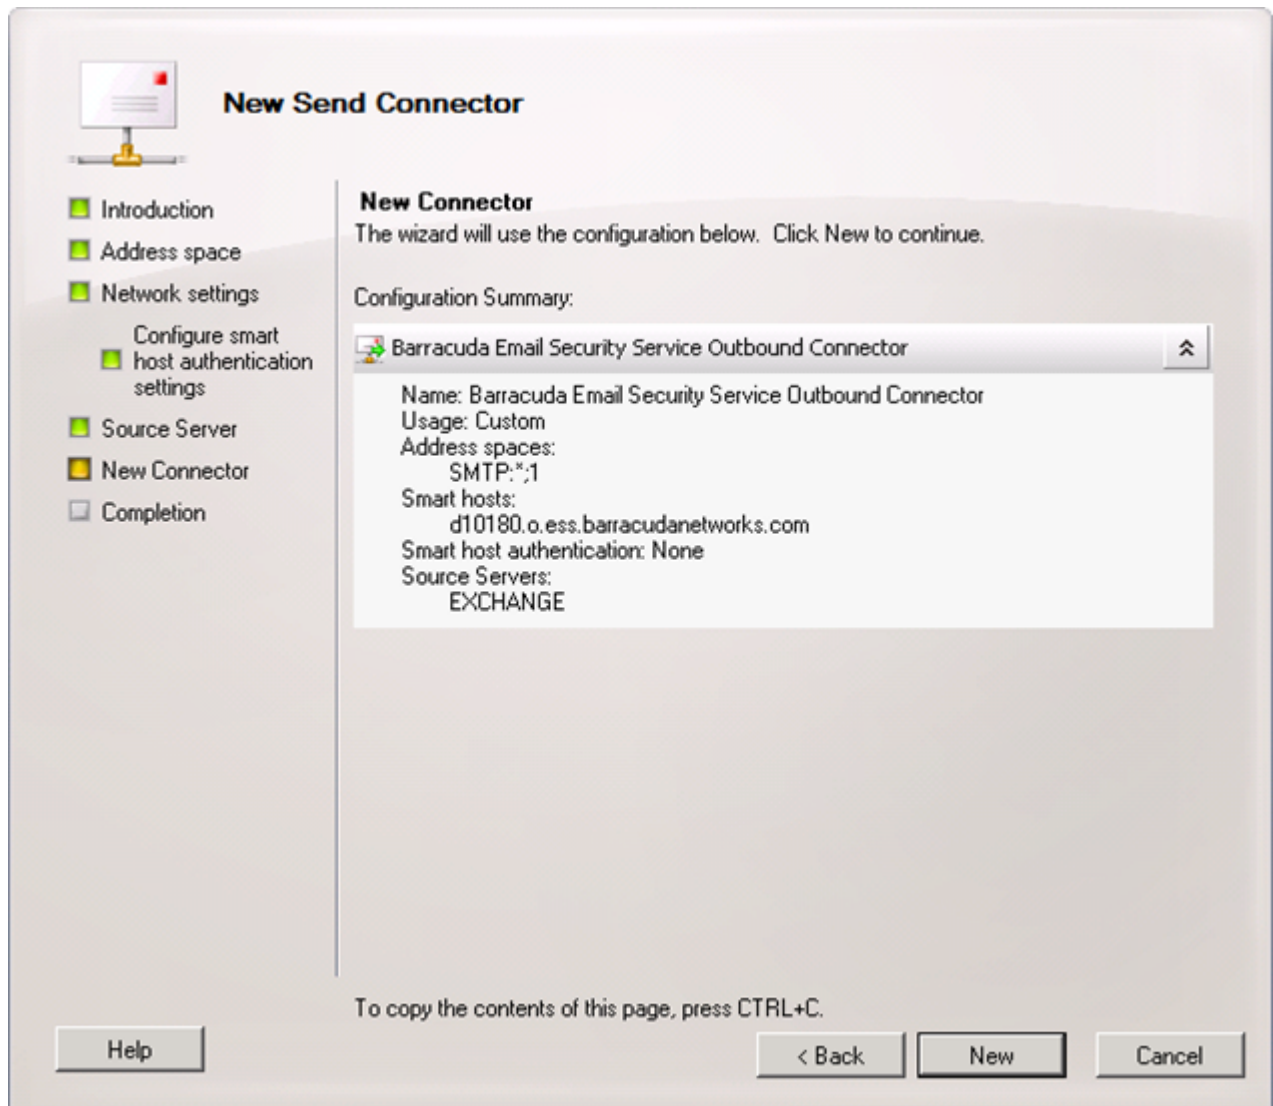 New Send Connector
Introduction
Address space
Network settings
Configure smart
host authentication
settings
Source Server
New Connector
Completion
New Connector
The wizard will use the configuration below. Click New to continue.
Configuration Summary:
Barracuda Email Security Service Outbound Connector
Name: Barracuda Email Security Service Outbound Connector
Usage: Custom
Address spaces:
SMTP:*;1
Smart hosts:
d10180.o.ess.barracudanetworks.com
Smart host authentication: None
Source Servers:
EXCHANGE
To copy the contents of this page, press CTRL+C.
Help
< Back
New
Cancel